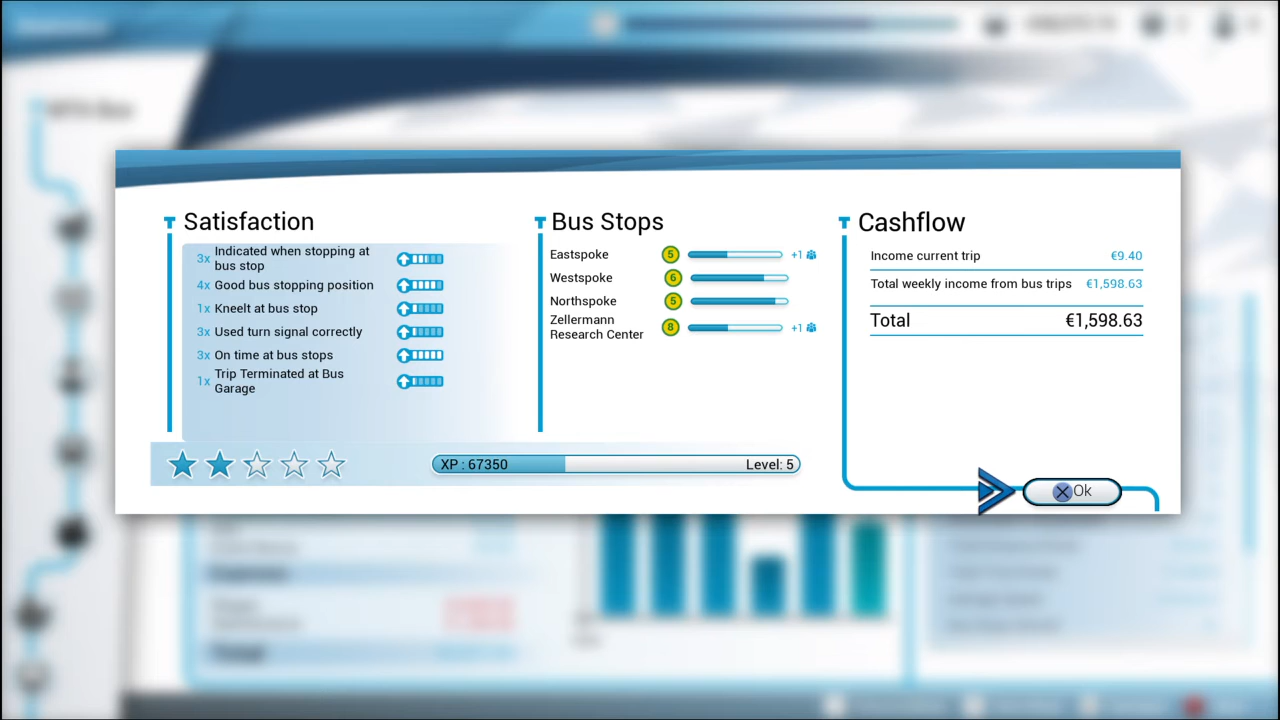 Satisfaction
3x Indicated when stopping at
bus stop
4x Good bus stopping position
1x Kneelt at bus stop
3x Used turn signal correctly
3x On time at bus stops
1x Trip Terminated at Bus
Garage
XP : 67350 Level: 5
Bus Stops
Eastspoke 5 +1
Westspoke 6
Northspoke 5
Zellermann
Research Center 8 +1
Cashflow
Income current trip €9.40
Total weekly income from bus trips €1,598.63
Total €1,598.63
Ok